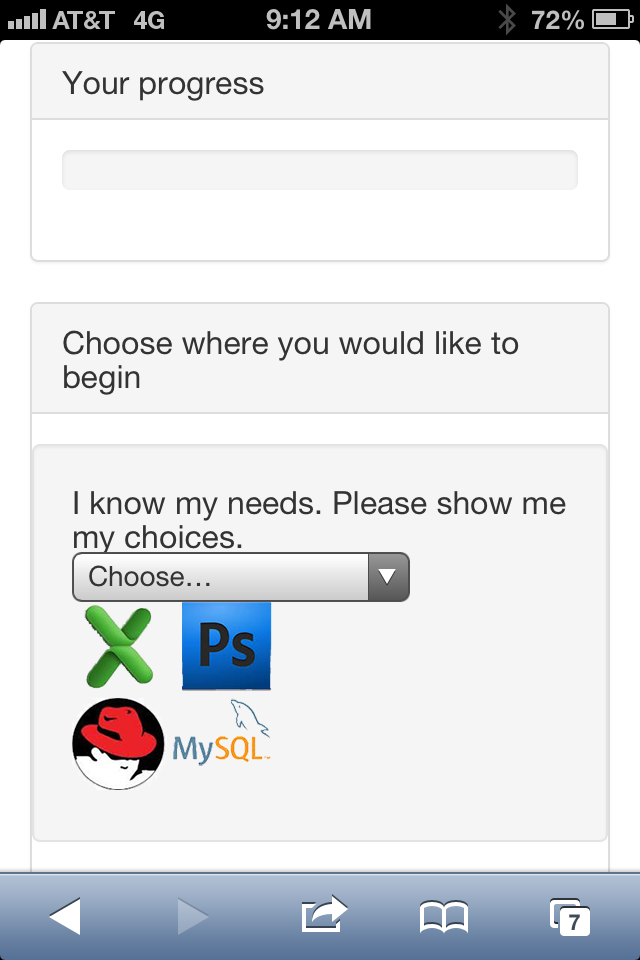 AT&T 4G 9:12 AM 72%
Your progress
Choose where you would like to
begin
I know my needs. Please show me
my choices.
Choose...
Ps
MySQL™
7